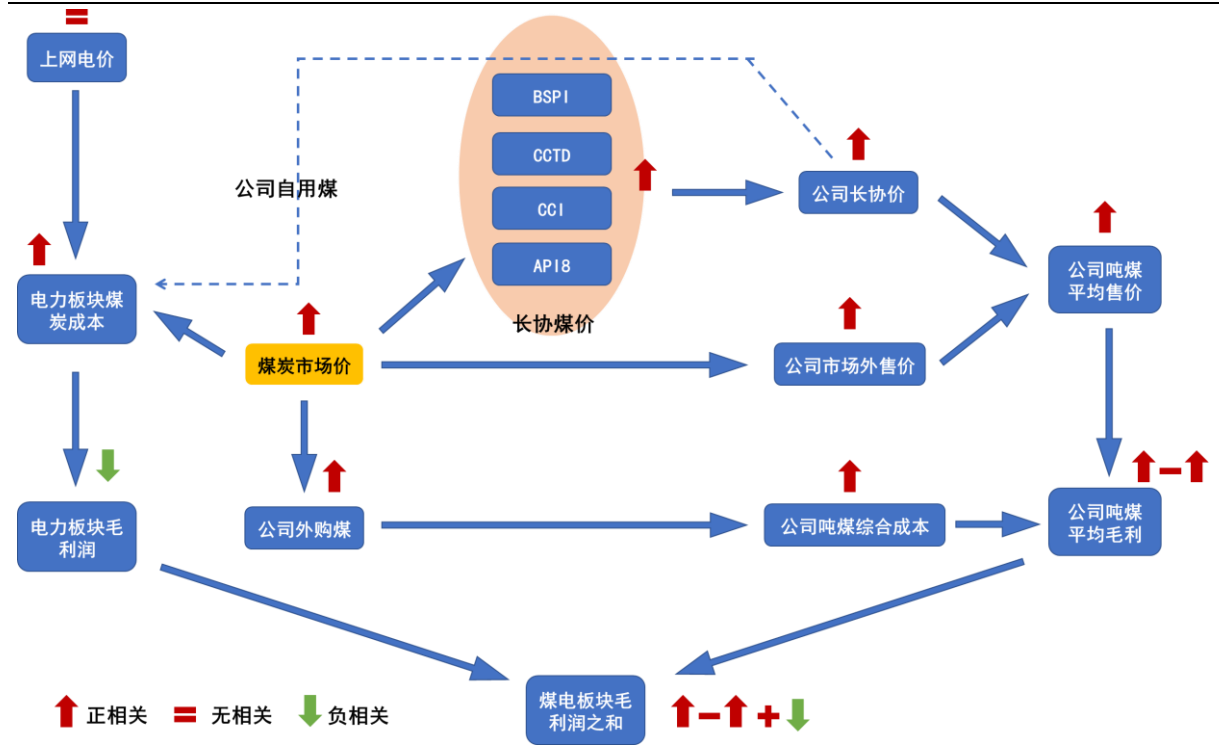 上网电价
BSPI
CCTD
CCI
API8
长协煤价
公司自用煤
公司长协价
电力板块煤
炭成本
煤炭市场价
公司市场外售价
公司吨煤
平均售价
电力板块毛
利润
公司外购煤
公司吨煤综合成本
公司吨煤
平均毛利
煤电板块毛
利润之和
正相关
无相关
负相关